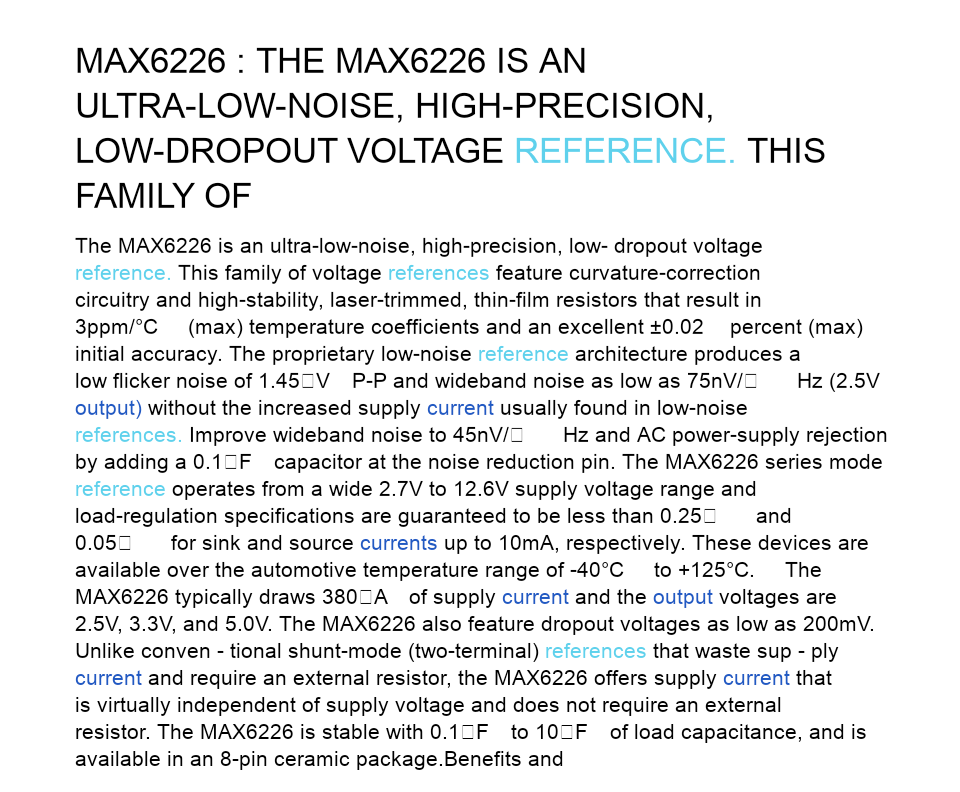 MAX6226 : THE MAX6226 IS AN
ULTRA-LOW-NOISE, HIGH-PRECISION,
LOW-DROPOUT VOLTAGE REFERENCE. THIS
FAMILY OF
The MAX6226 is an ultra-low-noise, high-precision, low- dropout voltage
reference. This family of voltage references feature curvature-correction
circuitry and high-stability, laser-trimmed, thin-film resistors that result in
3ppm/°C (max) temperature coefficients and an excellent ±0.02 percent (max)
initial accuracy. The proprietary low-noise reference architecture produces a
low flicker noise of 1.45□V P-P and wideband noise as low as 75nV/□ Hz (2.5V
output) without the increased supply current usually found in low-noise
references. Improve wideband noise to 45nV/□ Hz and AC power-supply rejection
by adding a 0.1□F capacitor at the noise reduction pin. The MAX6226 series mode
reference operates from a wide 2.7V to 12.6V supply voltage range and
load-regulation specifications are guaranteed to be less than 0.25□ and
0.05□ for sink and source currents up to 10mA, respectively. These devices are
available over the automotive temperature range of -40°C to +125°C. The
MAX6226 typically draws 380□A of supply current and the output voltages are
2.5V, 3.3V, and 5.0V. The MAX6226 also feature dropout voltages as low as 200mV.
Unlike conven - tional shunt-mode (two-terminal) references that waste sup - ply
current and require an external resistor, the MAX6226 offers supply current that
is virtually independent of supply voltage and does not require an external
resistor. The MAX6226 is stable with 0.1□F to 10□F of load capacitance, and is
available in an 8-pin ceramic package.Benefits and